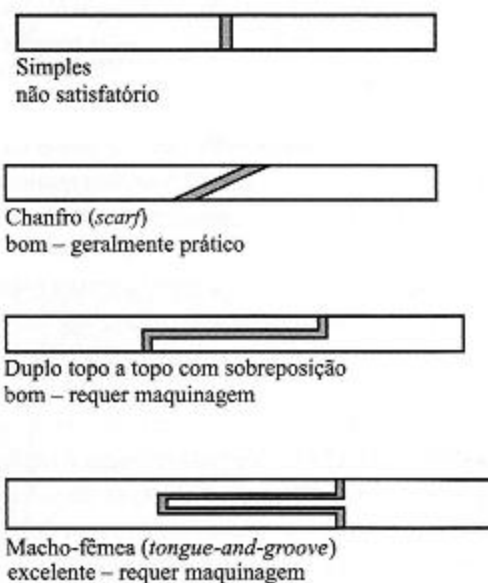 Simples
não satisfatório
Chanfro (scarf)
bom – geralmente prático
Duplo topo a topo com sobreposição
bom – requer maquinagem
Macho-fêmea (tongue-and-groove)
excelente – requer maquinagem